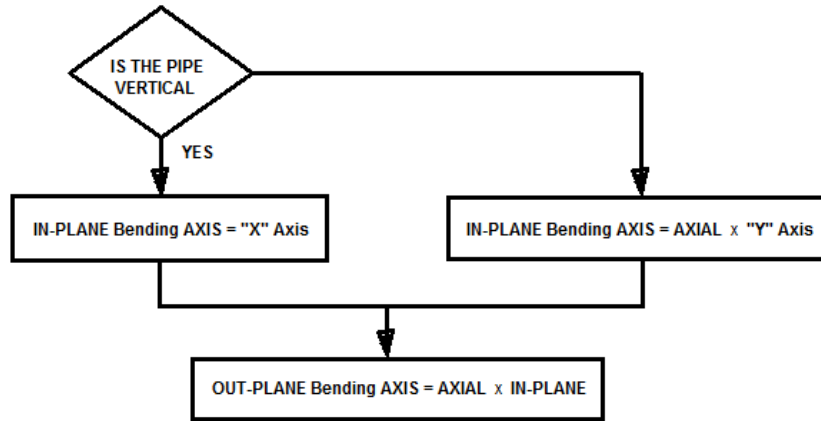 IS THE PIPE
VERTICAL
YES
IN-PLANE Bending AXIS = "X" Axis
IN-PLANE Bending AXIS = AXIAL x "Y" Axis
OUT-PLANE Bending AXIS = AXIAL x IN-PLANE